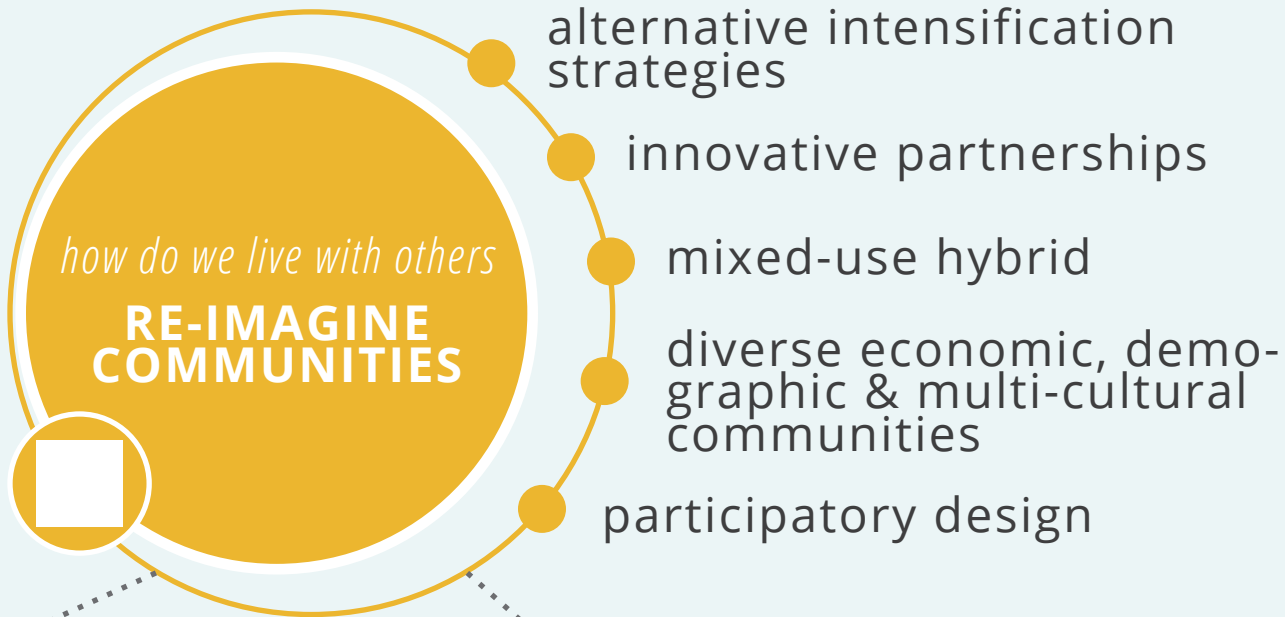 how do we live with others
RE-IMAGINE
COMMUNITIES
alternative intensification
strategies
innovative partnerships
mixed-use hybrid
diverse economic, demo-
graphic & multi-cultural
communities
participatory design